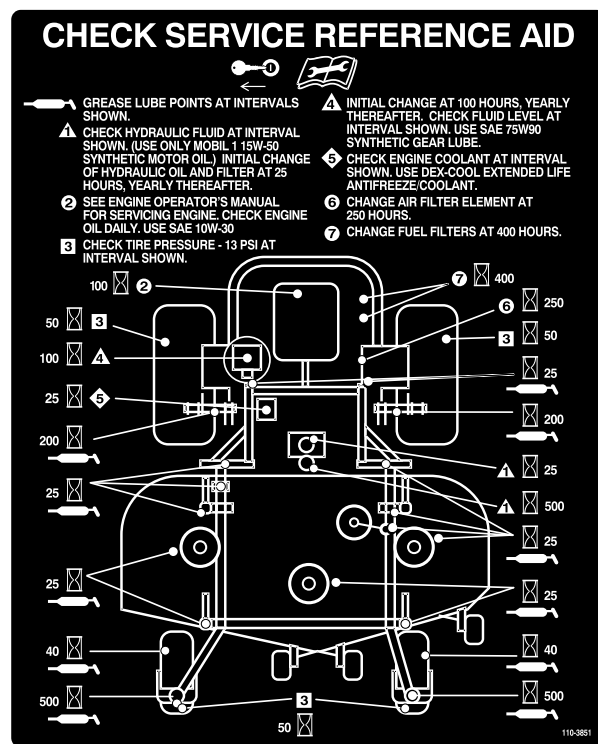 CHECK SERVICE REFERENCE AID
GREASE LUBE POINTS AT INTERVALS
SHOWN.
1 CHECK HYDRAULIC FLUID AT INTERVAL
SHOWN. (USE ONLY MOBIL 1 15W-50
SYNTHETIC MOTOR OIL.) INITIAL CHANGE
OF HYDRAULIC OIL AND FILTER AT 25
HOURS, YEARLY THEREAFTER.
2 SEE ENGINE OPERATOR'S MANUAL
FOR SERVICING ENGINE. CHECK ENGINE
OIL DAILY. USE SAE 10W-30
3 CHECK TIRE PRESSURE - 13 PSI AT
INTERVAL SHOWN.
4 INITIAL CHANGE AT 100 HOURS, YEARLY
THEREAFTER. CHECK FLUID LEVEL AT
INTERVAL SHOWN. USE SAE 75W90
SYNTHETIC GEAR LUBE.
5 CHECK ENGINE COOLANT AT INTERVAL
SHOWN. USE DEX-COOL EXTENDED LIFE
ANTIFREEZE/COOLANT.
6 CHANGE AIR FILTER ELEMENT AT
250 HOURS.
7 CHANGE FUEL FILTERS AT 400 HOURS.
100 2
7 400
6 250
50 3
3 50
100 4
25
25 5
200
200
1 25
25
1 500
25
25
25
40
40
500
500
3
50
110-3851